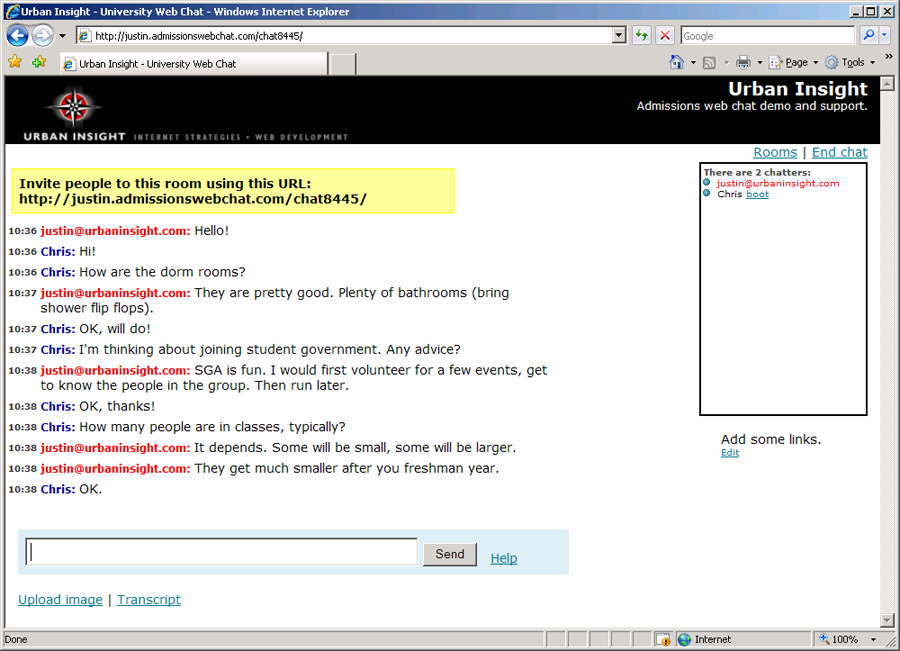 Urban Insight - University Web Chat - Windows Internet Explorer
http://justin.admissionswebchat.com/chat8445/
Google
Urban Insight - University Web Chat
Page
Tools
»
Urban Insight
Admissions web chat demo and support.
URBAN INSIGHT INTERNET STRATEGIES • WEB DEVELOPMENT
Rooms | End chat
Invite people to this room using this URL:
http://justin.admissionswebchat.com/chat8445/
There are 2 chatters:
justin@urbaninsight.com
Chris boot
10:36 justin@urbaninsight.com: Hello!
10:36 Chris: Hi!
10:36 Chris: How are the dorm rooms?
10:37 justin@urbaninsight.com: They are pretty good. Plenty of bathrooms (bring
shower flip flops).
10:37 Chris: OK, will do!
10:37 Chris: I'm thinking about joining student government. Any advice?
10:38 justin@urbaninsight.com: SGA is fun. I would first volunteer for a few events, get
to know the people in the group. Then run later.
10:38 Chris: OK, thanks!
10:38 Chris: How many people are in classes, typically?
10:38 justin@urbaninsight.com: It depends. Some will be small, some will be larger.
10:38 justin@urbaninsight.com: They get much smaller after you freshman year.
10:38 Chris: OK.
Add some links.
Edit
Send
Help
Upload image | Transcript
Done
Internet
100%